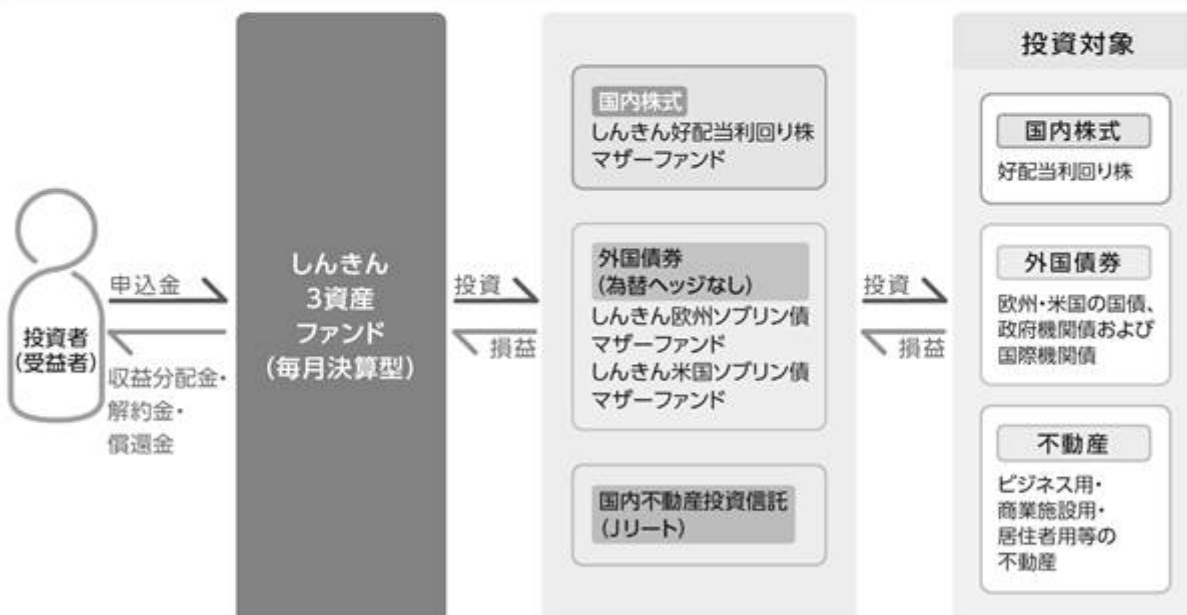 投資者
(受益者)
申込金
収益分配金・
解約金・
償還金
しんきん
3資産
ファンド
(毎月決算型)
投資
損益
国内株式
しんきん好配当利回り株
マザーファンド
外国債券
(為替ヘッジなし)
しんきん欧州ソブリン債
マザーファンド
しんきん米国ソブリン債
マザーファンド
国内不動産投資信託
(Jリート)
投資
損益
投資対象
国内株式
好配当利回り株
外国債券
欧州・米国の国債、
政府機関債および
国際機関債
不動産
ビジネス用・
商業施設用・
居住者用等の
不動産